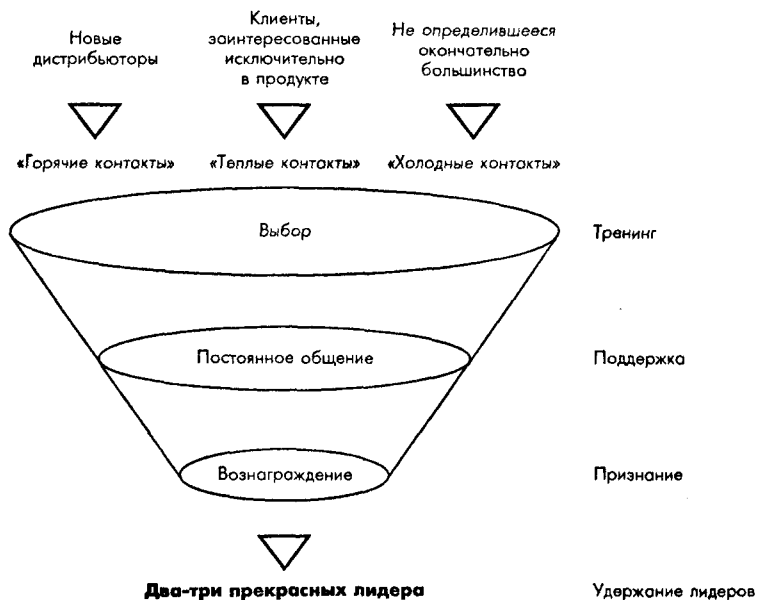 Новые
дистрибьюторы
Клиенты,
заинтересованные
исключительно
в продукте
Не определившееся
окончательно
большинство
«Горячие контакты»
«Теплые контакты»
«Холодные контакты»
Выбор
Тренинг
Постоянное общение
Поддержка
Вознаграждение
Признание
Два-три прекрасных лидера
Удержание лидеров